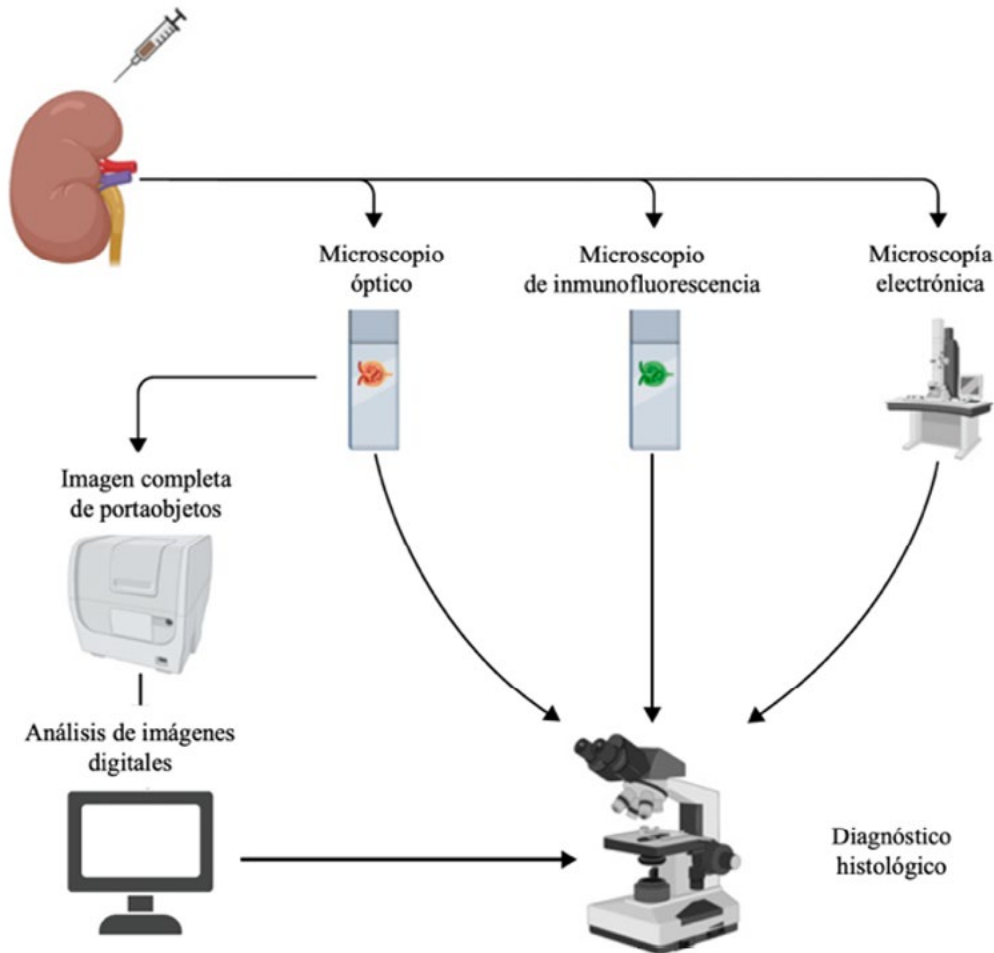 Microscopio
óptico
Microscopio
de inmunofluorescencia
Microscopía
electrónica
Imagen completa
de portaobjetos
Análisis de imágenes
digitales
Diagnóstico
histológico